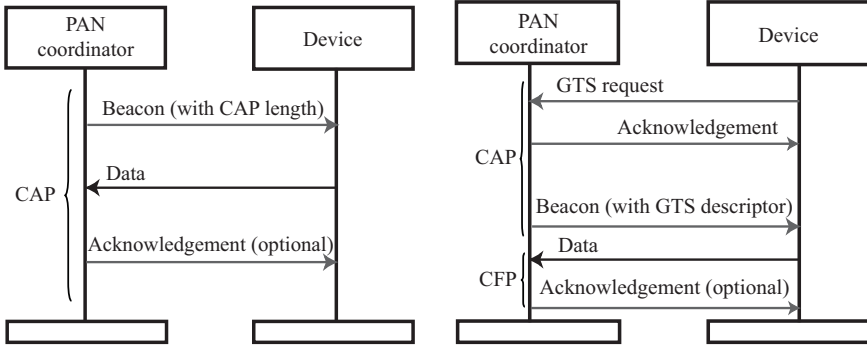 PAN
coordinator
Device
Beacon (with CAP length)
Data
CAP
Acknowledgement (optional)
PAN
coordinator
Device
GTS request
Acknowledgement
CAP
Beacon (with GTS descriptor)
Data
CFP
Acknowledgement (optional)